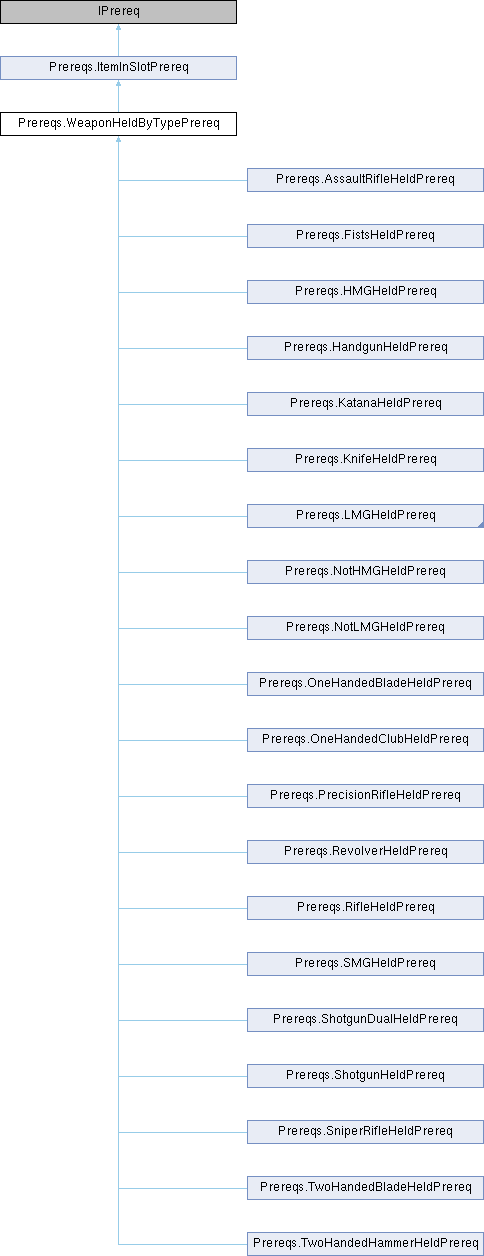 IPrereq
Prereqs.ItemInSlotPrereq
Prereqs.WeaponHeldByTypePrereq
Prereqs.AssaultRifleHeldPrereq
Prereqs.FistsHeldPrereq
Prereqs.HMGHeldPrereq
Prereqs.HandgunHeldPrereq
Prereqs.KatanaHeldPrereq
Prereqs.KnifeHeldPrereq
Prereqs.LMGHeldPrereq
Prereqs.NotHMGHeldPrereq
Prereqs.NotLMGHeldPrereq
Prereqs.OneHandedBladeHeldPrereq
Prereqs.OneHandedClubHeldPrereq
Prereqs.PrecisionRifleHeldPrereq
Prereqs.RevolverHeldPrereq
Prereqs.RifleHeldPrereq
Prereqs.SMGHeldPrereq
Prereqs.ShotgunDualHeldPrereq
Prereqs.ShotgunHeldPrereq
Prereqs.SniperRifleHeldPrereq
Prereqs.TwoHandedBladeHeldPrereq
Prereqs.TwoHandedHammerHeldPrereq